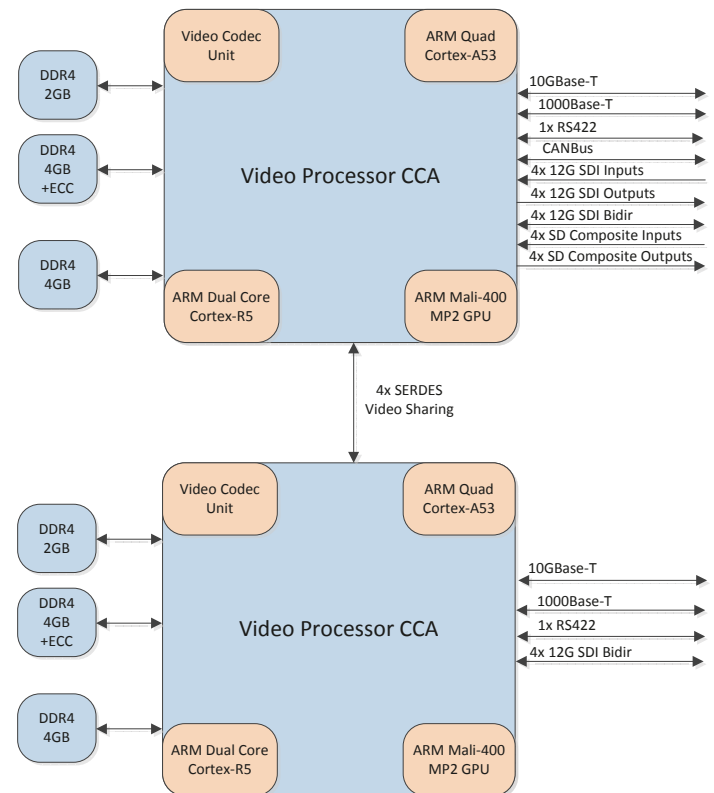 Video Codec
Unit
ARM Quad
Cortex-A53
DDR4
2GB
DDR4
4GB
+ECC
DDR4
4GB
Video Processor CCA
10GBase-T
1000Base-T
1x RS422
CANBus
4x 12G SDI Inputs
4x 12G SDI Outputs
4x 12G SDI Bidir
4x SD Composite Inputs
4x SD Composite Outputs
ARM Dual Core
Cortex-R5
ARM Mali-400
MP2 GPU
4x SERDES
Video Sharing
Video Codec
Unit
ARM Quad
Cortex-A53
DDR4
2GB
DDR4
4GB
+ECC
DDR4
4GB
Video Processor CCA
10GBase-T
1000Base-T
1x RS422
4x 12G SDI Bidir
ARM Dual Core
Cortex-R5
ARM Mali-400
MP2 GPU